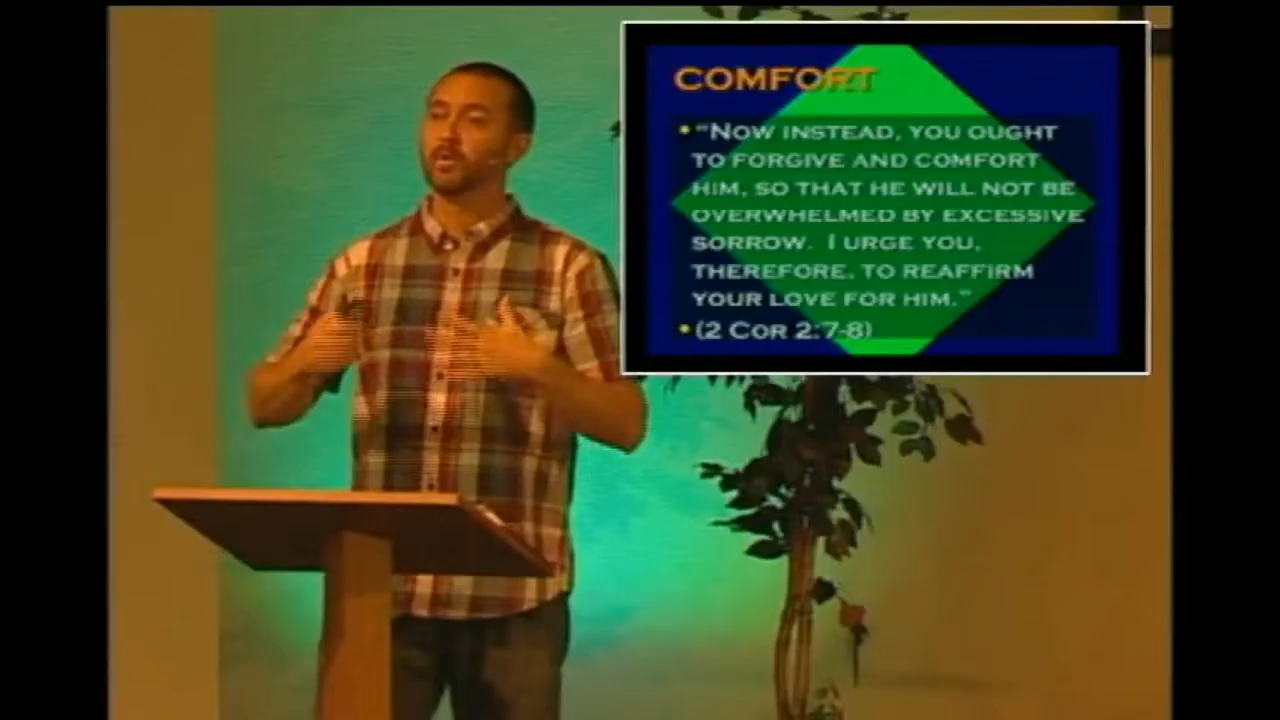 COMFORT
• “NOW INSTEAD, YOU OUGHT
TO FORGIVE AND COMFORT
HIM, SO THAT HE WILL NOT BE
OVERWHELMED BY EXCESSIVE
SORROW. I URGE YOU,
THEREFORE, TO REAFFIRM
YOUR LOVE FOR HIM.”
• (2 COR 2:7-8)